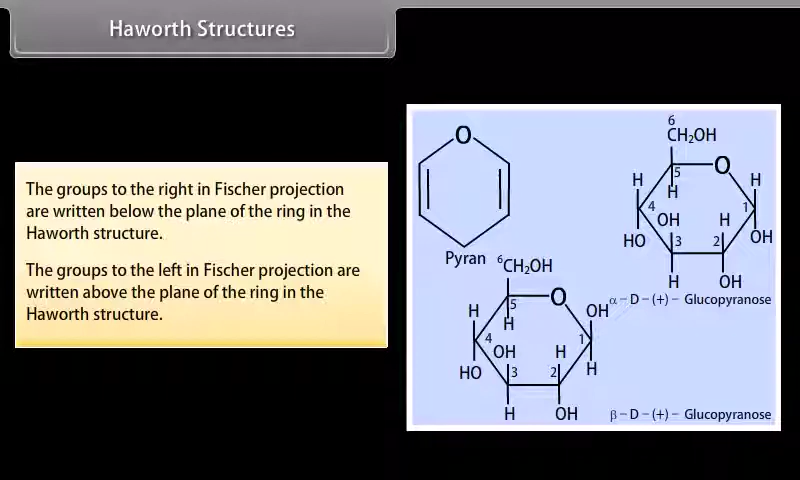 Haworth Structures
The groups to the right in Fischer projection
are written below the plane of the ring in the
Haworth structure.
The groups to the left in Fischer projection are
written above the plane of the ring in the
Haworth structure.
O
Pyran
6
CH₂OH
5
O
H
H
H
4
OH
H
1
HO
3
2
OH
H
OH
α – D – (+) – Glucopyranose
⁶CH₂OH
5
O
OH
H
H
4
OH
H
1
HO
3
2
H
H
OH
β – D – (+) – Glucopyranose